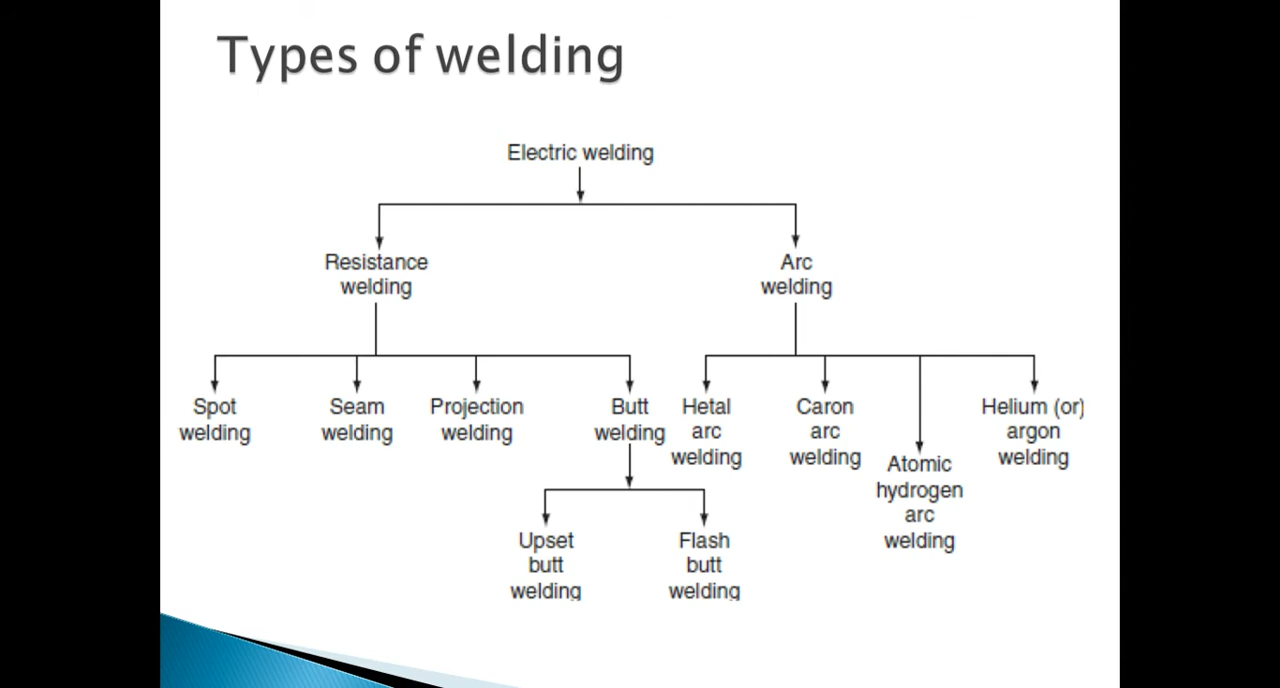 Types of welding
Electric welding
Resistance
welding
Arc
welding
Spot
welding
Seam
welding
Projection
welding
Butt
welding
Hetal
arc
welding
Caron
arc
welding
Atomic
hydrogen
arc
welding
Helium (or)
argon
welding
Upset
butt
welding
Flash
butt
welding